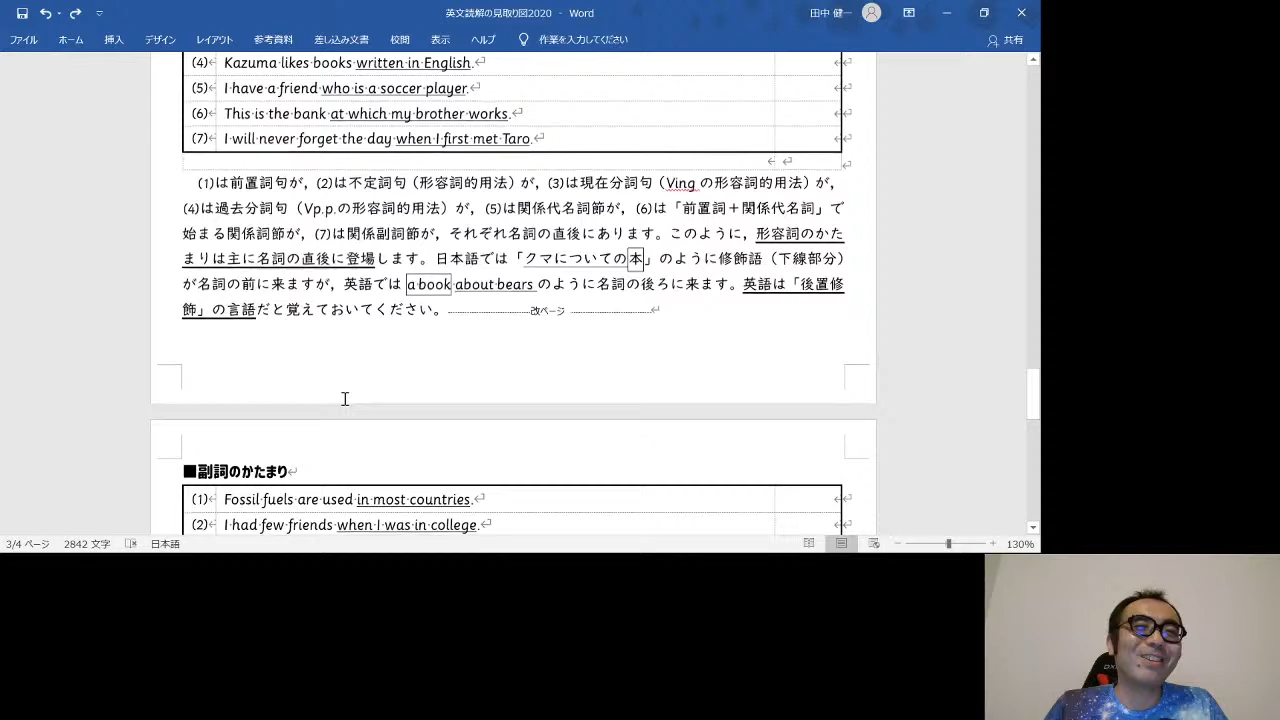 英文読解の見取り図2020 - Word
田中 健一
ファイル ホーム 挿入 デザイン レイアウト 参考資料 差し込み文書 校閲 表示 ヘルプ 作業を入力してください 共有
(4) Kazuma likes books written in English.
(5) I have a friend who is a soccer player.
(6) This is the bank at which my brother works.
(7) I will never forget the day when I first met Taro.
(1)は前置詞句が，(2)は不定詞句（形容詞的用法）が，(3)は現在分詞句（Ving の形容詞的用法）が，
(4)は過去分詞句（Vp.p.の形容詞的用法）が，(5)は関係代名詞節が，(6)は「前置詞＋関係代名詞」で
始まる関係詞節が，(7)は関係副詞節が，それぞれ名詞の直後にあります。このように，形容詞のかた
まりは主に名詞の直後に登場します。日本語では「クマについての本」のように修飾語（下線部分）
が名詞の前に来ますが，英語では a book about bears のように名詞の後ろに来ます。英語は「後置修
飾」の言語だと覚えておいてください。
改ページ
■副詞のかたまり
(1) Fossil fuels are used in most countries.
(2) I had few friends when I was in college.
3/4 ページ 2842 文字 日本語 130%